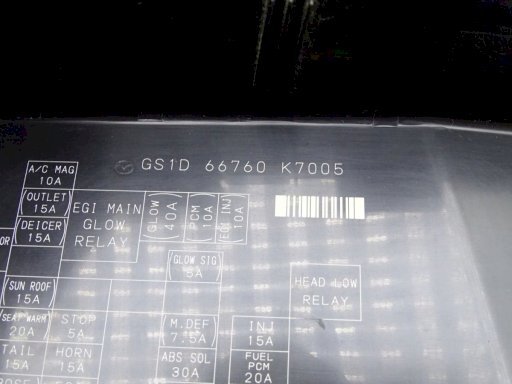 GS1D 66760 K7005
A/C MAG
10A
(OUTLET)
15A
(DEICER)
15A
EGI MAIN
GLOW
RELAY
(GLOW)
40A
PCM
10A
(EGI INJ)
10A
OR
(GLOW SIG)
5A
HEAD LOW
RELAY
(SUN ROOF)
15A
(SEAT WARM)
20A
STOP
5A
M.DEF
7.5A
INJ
15A
TAIL
15A
HORN
15A
ABS SOL
30A
FUEL
PCM
20A